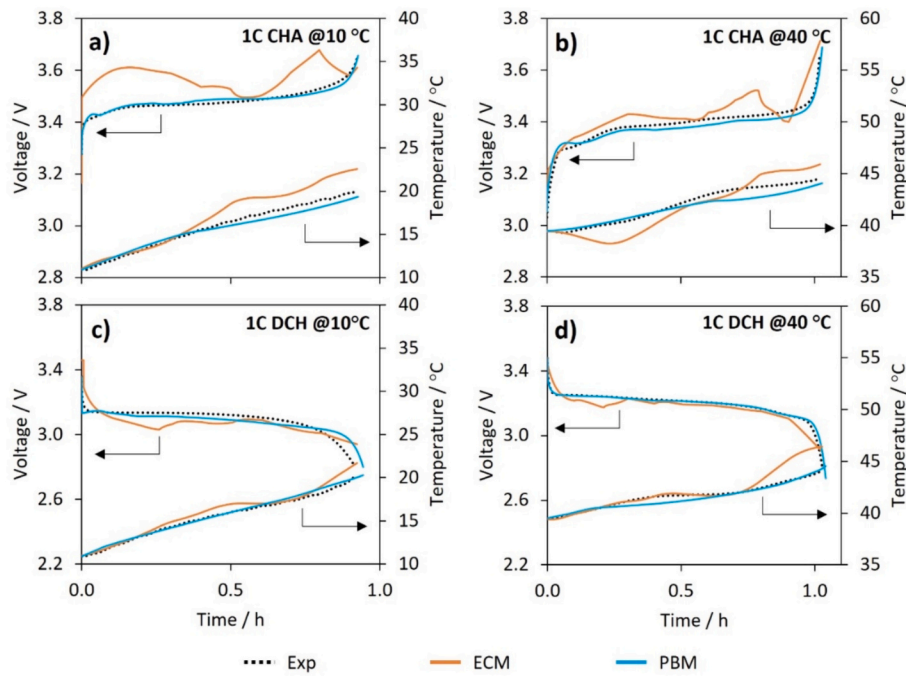 a) 1C CHA @10 °C
Voltage / V
3.8
3.6
3.4
3.2
3.0
2.8
40
35
30
25
20
15
10
Temperature / °C
b) 1C CHA @40 °C
Voltage / V
3.8
3.6
3.4
3.2
3.0
2.8
60
55
50
45
40
35
Temperature / °C
c) 1C DCH @10°C
Voltage / V
3.8
3.4
3.0
2.6
2.2
40
35
30
25
20
15
10
Temperature / °C
0.0 0.5 1.0
Time / h
d) 1C DCH @40 °C
Voltage / V
3.8
3.4
3.0
2.6
2.2
60
55
50
45
40
35
Temperature / °C
0.0 0.5 1.0
Time / h
Exp ECM PBM